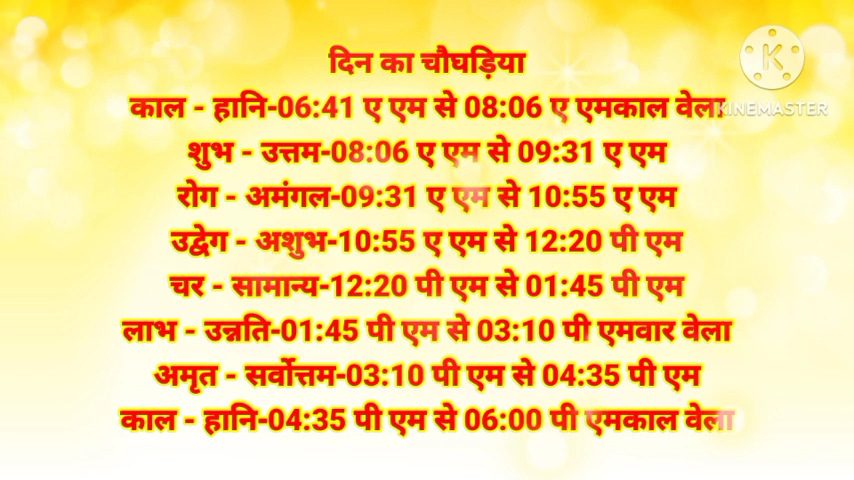 दिन का चौघड़िया
काल - हानि-06:41 ए एम से 08:06 ए एमकाल वेला
शुभ - उत्तम-08:06 ए एम से 09:31 ए एम
रोग - अमंगल-09:31 ए एम से 10:55 ए एम
उद्वेग - अशुभ-10:55 ए एम से 12:20 पी एम
चर - सामान्य-12:20 पी एम से 01:45 पी एम
लाभ - उन्नति-01:45 पी एम से 03:10 पी एमवार वेला
अमृत - सर्वोत्तम-03:10 पी एम से 04:35 पी एम
काल - हानि-04:35 पी एम से 06:00 पी एमकाल वेला
K
KINEMASTER